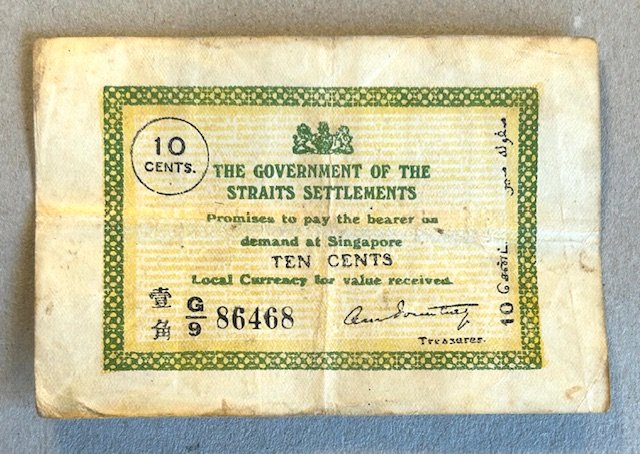 10
CENTS.
THE GOVERNMENT OF THE
STRAITS SETTLEMENTS
Promises to pay the bearer on
demand at Singapore
TEN CENTS
Local Currency for value received.
壹
角
G/9 86468
Treasurer.
10